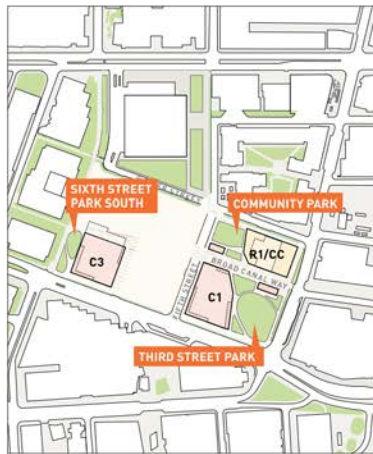 SIXTH STREET
PARK SOUTH
COMMUNITY PARK
R1/CC
C3
BROAD CANAL WAY
FIFTH STREET
C1
THIRD STREET PARK